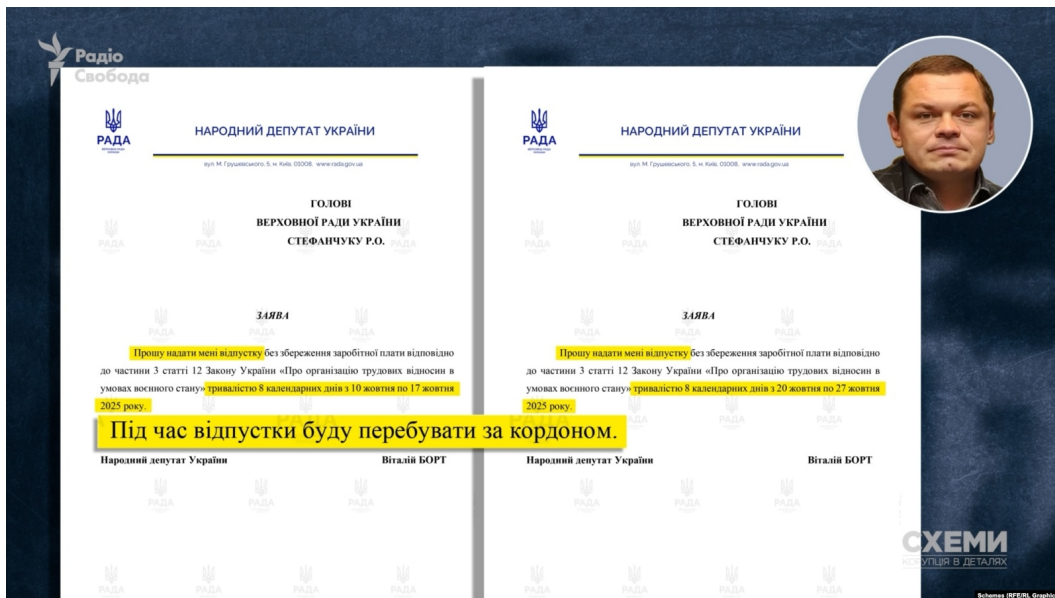 Радіо
Свобода
РАДА
ВЕРХОВНА РАДА
УКРАЇНИ
НАРОДНИЙ ДЕПУТАТ УКРАЇНИ
вул. М. Грушевського, 5, м. Київ, 01008, www.rada.gov.ua
ГОЛОВІ
ВЕРХОВНОЇ РАДИ УКРАЇНИ
СТЕФАНЧУКУ Р.О.
ЗАЯВА
Прошу надати мені відпустку без збереження заробітної плати відповідно
до частини 3 статті 12 Закону України «Про організацію трудових відносин в
умовах воєнного стану» тривалістю 8 календарних днів з 10 жовтня по 17 жовтня
2025 року.
Під час відпустки буду перебувати за кордоном.
Народний депутат України Віталій БОРТ
РАДА
ВЕРХОВНА РАДА
УКРАЇНИ
НАРОДНИЙ ДЕПУТАТ УКРАЇНИ
вул. М. Грушевського, 5, м. Київ, 01008, www.rada.gov.ua
ГОЛОВІ
ВЕРХОВНОЇ РАДИ УКРАЇНИ
СТЕФАНЧУКУ Р.О.
ЗАЯВА
Прошу надати мені відпустку без збереження заробітної плати відповідно
до частини 3 статті 12 Закону України «Про організацію трудових відносин в
умовах воєнного стану» тривалістю 8 календарних днів з 20 жовтня по 27 жовтня
2025 року.
Народний депутат України Віталій БОРТ
СХЕМИ
КОРУПЦІЯ В ДЕТАЛЯХ
Schemes (RFE/RL Graphic